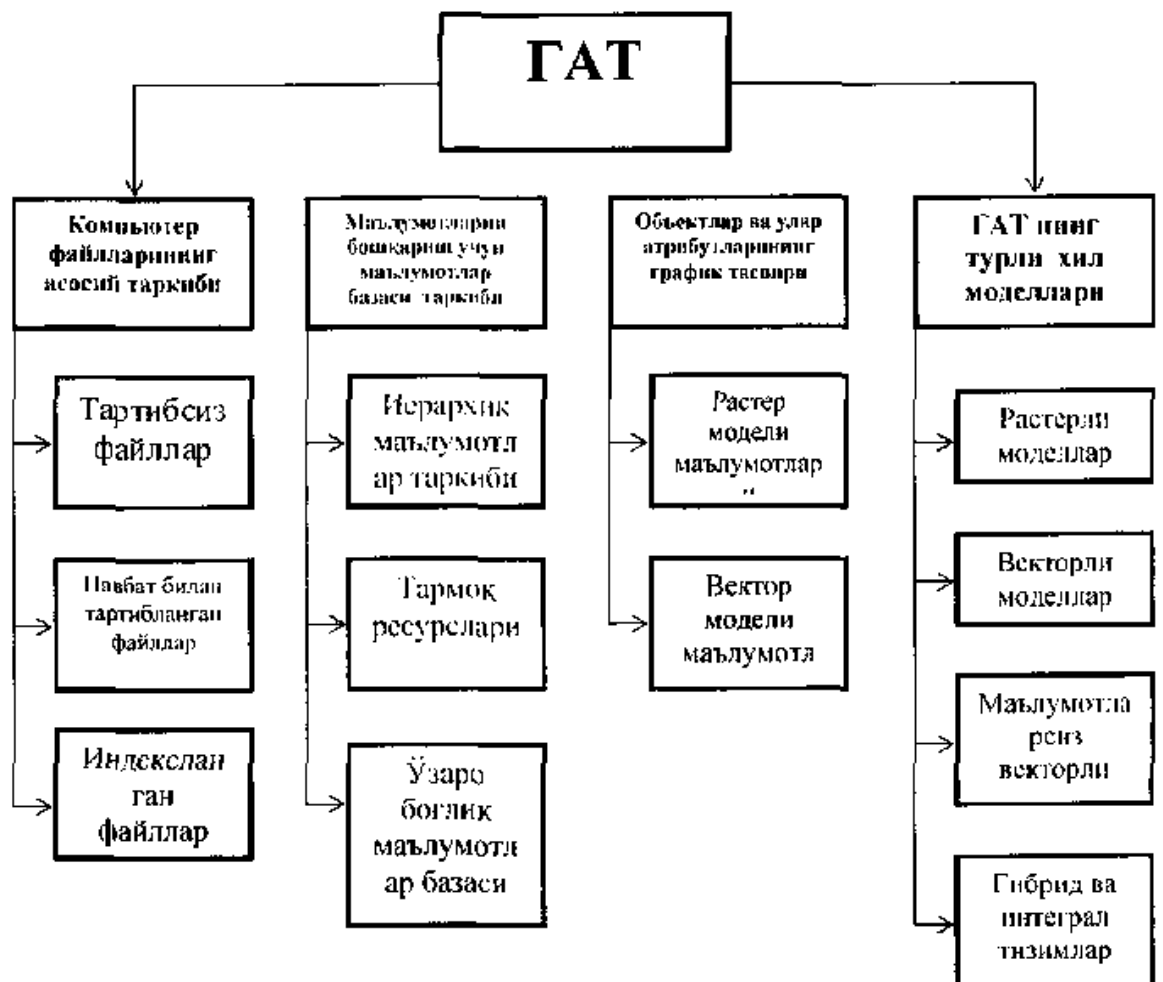 ГАТ
Компьютер
файлларининг
асосий таркиби
Тартибсиз
файллар
Навбат билан
тартибланган
файллар
Индекслан
ган
файллар
Маълумотларни
бошкариш учун
маълумотлар
базаси таркиби
Иерархик
маълумотл
ар таркиби
Тармоқ
ресурслари
Ўзаро
боғлиқ
маълумотл
ар базаси
Объектлар ва улар
атрибутларининг
график тасвири
Растер
модели
маълумотлар
Вектор
модели
маълумотл
ГАТ нинг
турли хил
моделлари
Растерли
моделлар
Векторли
моделлар
Маълумотла
рсиз
векторли
Гибрид ва
интеграл
тизимлар